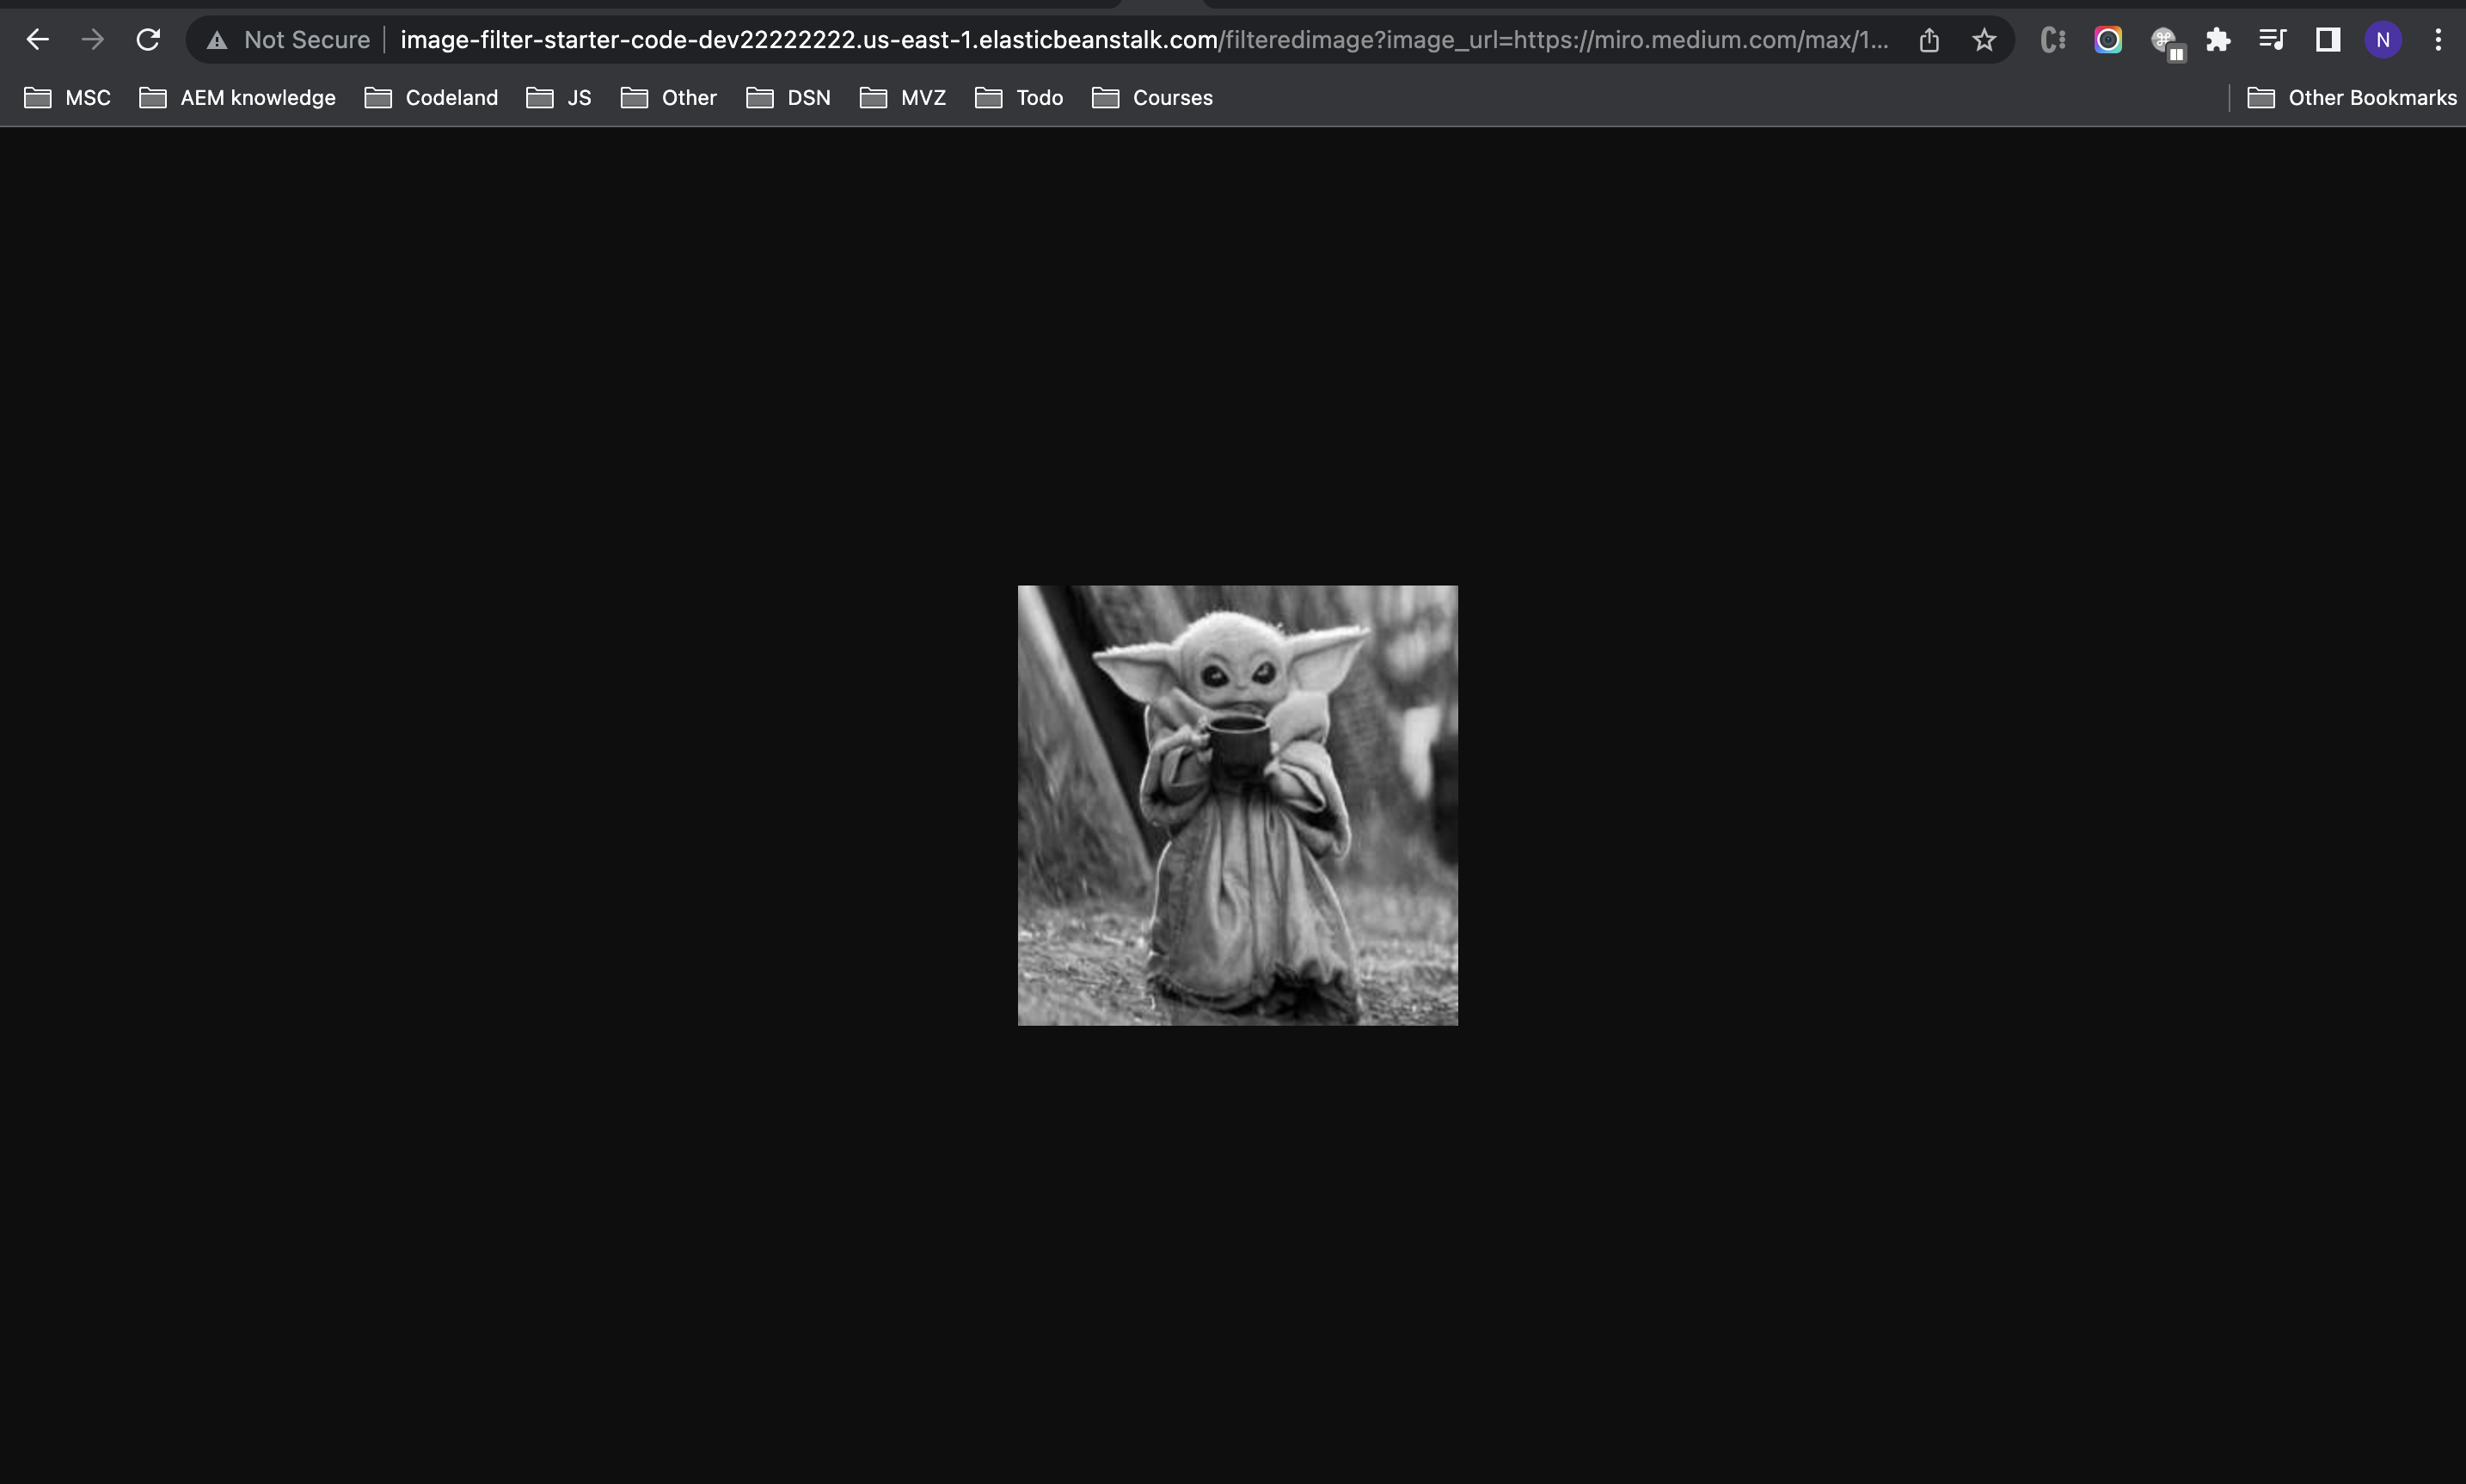 Not Secure image-filter-starter-code-dev22222222.us-east-1.elasticbeanstalk.com/filteredimage?image_url=https://miro.medium.com/max/1... N
MSC AEM knowledge Codeland JS Other DSN MVZ Todo Courses Other Bookmarks